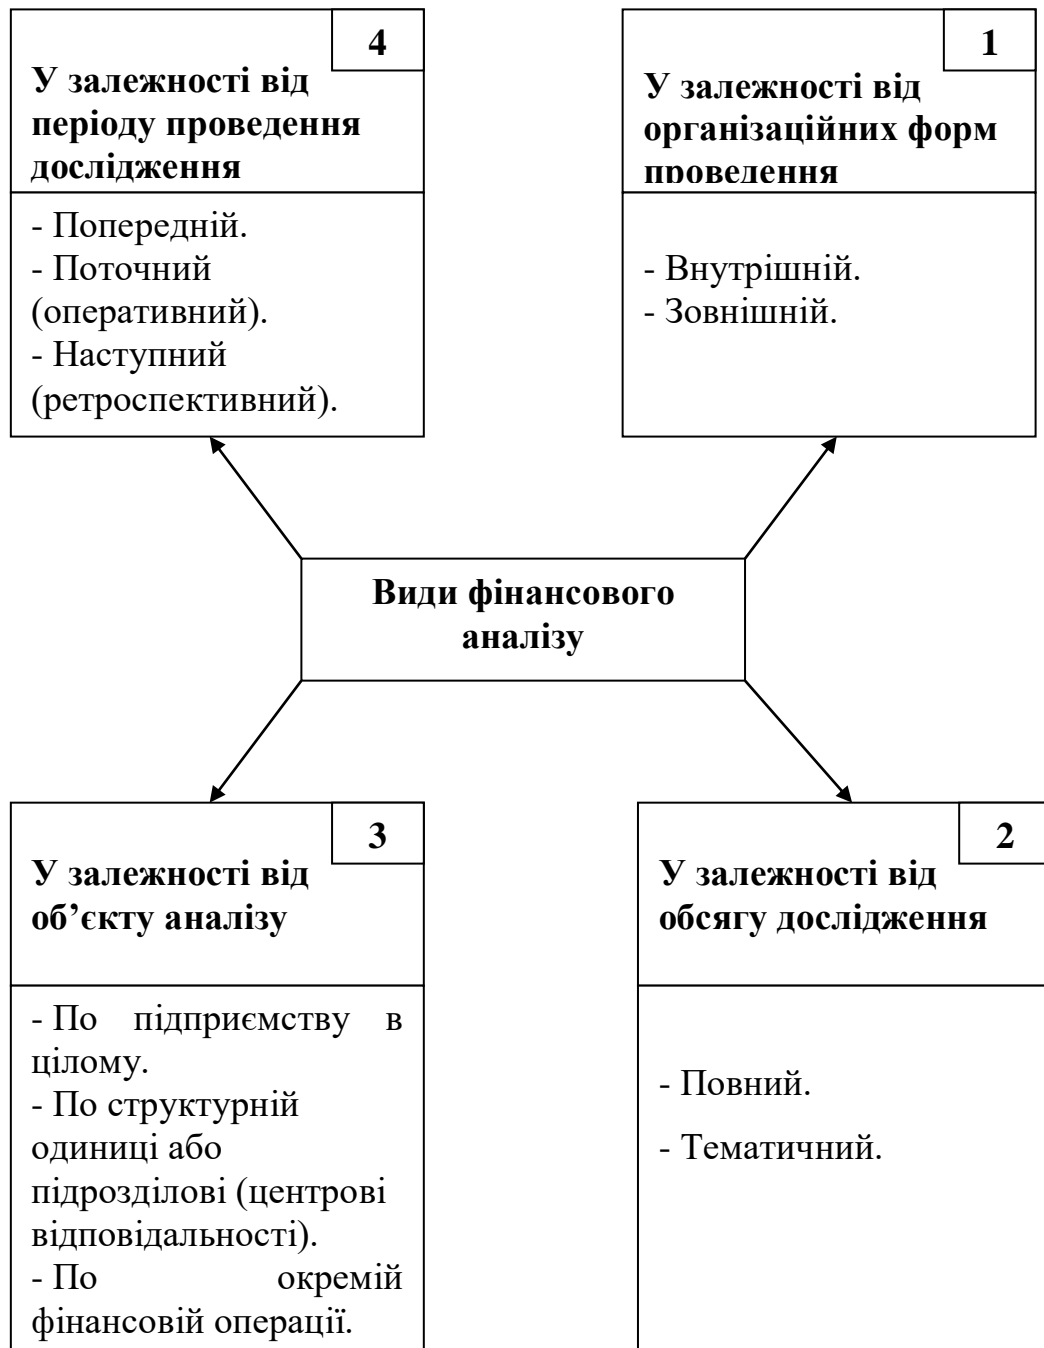 4
У залежності від
періоду проведення
дослідження
- Попередній.
- Поточний
(оперативний).
- Наступний
(ретроспективний).
1
У залежності від
організаційних форм
проведення
- Внутрішній.
- Зовнішній.
Види фінансового
аналізу
3
У залежності від
об’єкту аналізу
- По підприємству в
цілому.
- По структурній
одиниці або
підрозділові (центрові
відповідальності).
- По окремій
фінансовій операції.
2
У залежності від
обсягу дослідження
- Повний.
- Тематичний.